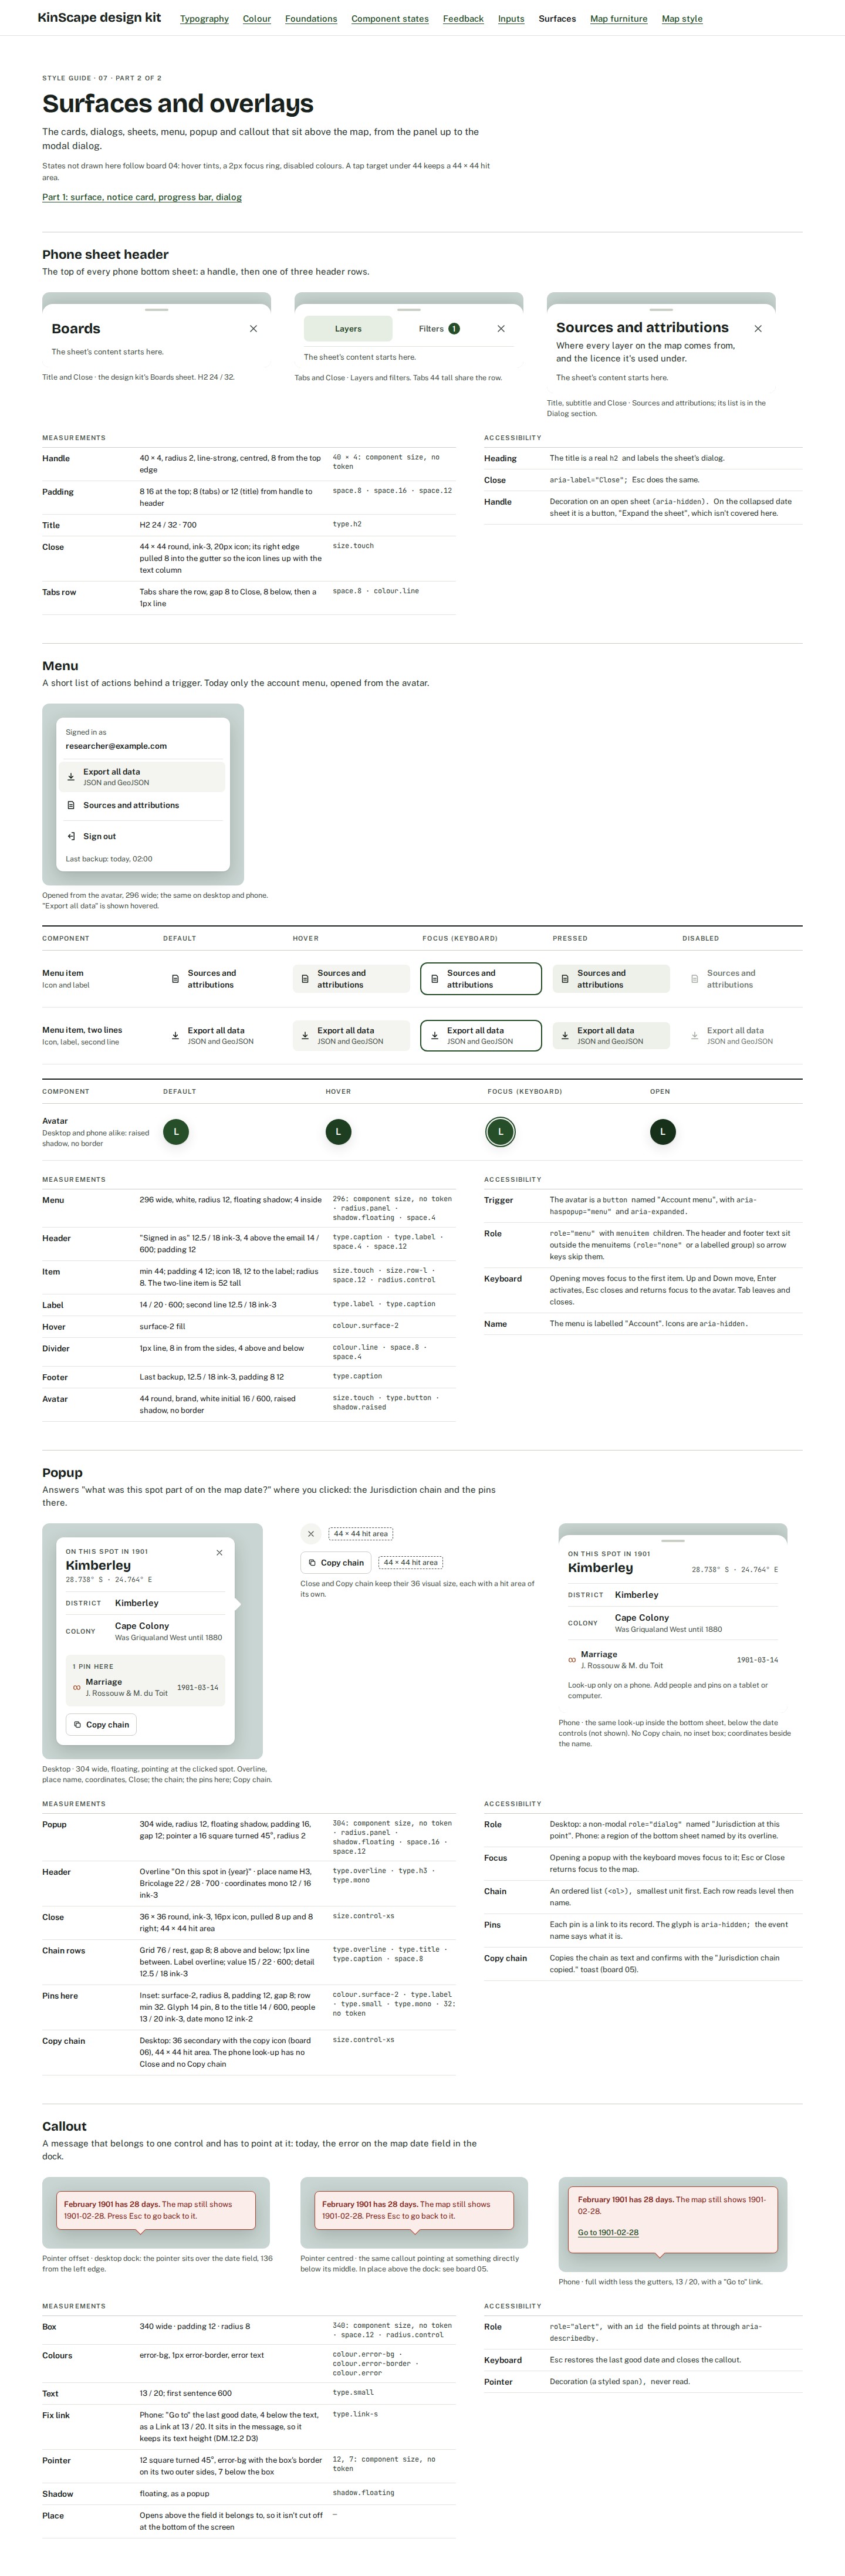 KinScape design kit
Typography Colour Foundations Component states Feedback Inputs Surfaces Map furniture Map style
STYLE GUIDE · 07 · PART 2 OF 2
Surfaces and overlays
The cards, dialogs, sheets, menu, popup and callout that sit above the map, from the panel up to the
modal dialog.
States not drawn here follow board 04: hover tints, a 2px focus ring, disabled colours. A tap target under 44 keeps a 44 × 44 hit
area.
Part 1: surface, notice card, progress bar, dialog
Phone sheet header
The top of every phone bottom sheet: a handle, then one of three header rows.
Boards
The sheet's content starts here.
Title and Close · the design kit's Boards sheet. H2 24 / 32.
Layers Filters 1
The sheet's content starts here.
Tabs and Close · Layers and filters. Tabs 44 tall share the row.
Sources and attributions
Where every layer on the map comes from,
and the licence it's used under.
The sheet's content starts here.
Title, subtitle and Close · Sources and attributions; its list is in the
Dialog section.
MEASUREMENTS
Handle 40 × 4, radius 2, line-strong, centred, 8 from the top 40 × 4: component size, no
edge token
Padding 8 16 at the top; 8 (tabs) or 12 (title) from handle to space.8 · space.16 · space.12
header
Title H2 24 / 32 · 700 type.h2
Close 44 × 44 round, ink-3, 20px icon; its right edge size.touch
pulled 8 into the gutter so the icon lines up with the
text column
Tabs row Tabs share the row, gap 8 to Close, 8 below, then a space.8 · colour.line
1px line
ACCESSIBILITY
Heading The title is a real h2 and labels the sheet's dialog.
Close aria-label="Close"; Esc does the same.
Handle Decoration on an open sheet (aria-hidden). On the collapsed date
sheet it is a button, "Expand the sheet", which isn't covered here.
Menu
A short list of actions behind a trigger. Today only the account menu, opened from the avatar.
Signed in as
researcher@example.com
Export all data
JSON and GeoJSON
Sources and attributions
Sign out
Last backup: today, 02:00
Opened from the avatar, 296 wide; the same on desktop and phone.
"Export all data" is shown hovered.
COMPONENT DEFAULT HOVER FOCUS (KEYBOARD) PRESSED DISABLED
Menu item Sources and Sources and Sources and Sources and Sources and
Icon and label attributions attributions attributions attributions attributions
Menu item, two lines Export all data Export all data Export all data Export all data Export all data
Icon, label, second line JSON and GeoJSON JSON and GeoJSON JSON and GeoJSON JSON and GeoJSON JSON and GeoJSON
COMPONENT DEFAULT HOVER FOCUS (KEYBOARD) OPEN
Avatar
Desktop and phone alike: raised L L L L
shadow, no border
MEASUREMENTS
Menu 296 wide, white, radius 12, floating shadow; 4 inside 296: component size, no token
· radius.panel ·
shadow.floating · space.4
Header "Signed in as" 12.5 / 18 ink-3, 4 above the email 14 / type.caption · type.label ·
600; padding 12 space.4 · space.12
Item min 44; padding 4 12; icon 18, 12 to the label; radius size.touch · size.row-l ·
8. The two-line item is 52 tall space.12 · radius.control
Label 14 / 20 · 600; second line 12.5 / 18 ink-3 type.label · type.caption
Hover surface-2 fill colour.surface-2
Divider 1px line, 8 in from the sides, 4 above and below colour.line · space.8 ·
space.4
Footer Last backup, 12.5 / 18 ink-3, padding 8 12 type.caption
Avatar 44 round, brand, white initial 16 / 600, raised size.touch · type.button ·
shadow, no border shadow.raised
ACCESSIBILITY
Trigger The avatar is a button named "Account menu", with aria-
haspopup="menu" and aria-expanded.
Role role="menu" with menuitem children. The header and footer text sit
outside the menuitems (role="none" or a labelled group) so arrow
keys skip them.
Keyboard Opening moves focus to the first item. Up and Down move, Enter
activates, Esc closes and returns focus to the avatar. Tab leaves and
closes.
Name The menu is labelled "Account". Icons are aria-hidden.
Popup
Answers "what was this spot part of on the map date?" where you clicked: the Jurisdiction chain and the pins
there.
ON THIS SPOT IN 1901
Kimberley
28.738° S · 24.764° E
DISTRICT Kimberley
COLONY Cape Colony
Was Griqualand West until 1880
1 PIN HERE
Marriage
J. Rossouw & M. du Toit 1901-03-14
Copy chain
Desktop · 304 wide, floating, pointing at the clicked spot. Overline,
place name, coordinates, Close; the chain; the pins here; Copy chain.
44 × 44 hit area
Copy chain 44 × 44 hit area
Close and Copy chain keep their 36 visual size, each with a hit area of
its own.
ON THIS SPOT IN 1901
Kimberley 28.738° S · 24.764° E
DISTRICT Kimberley
COLONY Cape Colony
Was Griqualand West until 1880
Marriage
J. Rossouw & M. du Toit 1901-03-14
Look-up only on a phone. Add people and pins on a tablet or
computer.
Phone · the same look-up inside the bottom sheet, below the date
controls (not shown). No Copy chain, no inset box; coordinates beside
the name.
MEASUREMENTS
Popup 304 wide, radius 12, floating shadow, padding 16, 304: component size, no token
gap 12; pointer a 16 square turned 45°, radius 2 · radius.panel ·
shadow.floating · space.16 ·
space.12
Header Overline "On this spot in {year}" · place name H3, type.overline · type.h3 ·
Bricolage 22 / 28 · 700 · coordinates mono 12 / 16 type.mono
ink-3
Close 36 × 36 round, ink-3, 16px icon, pulled 8 up and 8 size.control-xs
right; 44 × 44 hit area
Chain rows Grid 76 / rest, gap 8; 8 above and below; 1px line type.overline · type.title ·
between. Label overline; value 15 / 22 · 600; detail type.caption · space.8
12.5 / 18 ink-3
Pins here Inset: surface-2, radius 8, padding 12, gap 8; row colour.surface-2 · type.label
min 32. Glyph 14 pin, 8 to the title 14 / 600, people · type.small · type.mono · 32:
13 / 20 ink-3, date mono 12 ink-2 no token
Copy chain Desktop: 36 secondary with the copy icon (board size.control-xs
06), 44 × 44 hit area. The phone look-up has no
Close and no Copy chain
ACCESSIBILITY
Role Desktop: a non-modal role="dialog" named "Jurisdiction at this
point". Phone: a region of the bottom sheet named by its overline.
Focus Opening a popup with the keyboard moves focus to it; Esc or Close
returns focus to the map.
Chain An ordered list (<ol>), smallest unit first. Each row reads level then
name.
Pins Each pin is a link to its record. The glyph is aria-hidden; the event
name says what it is.
Copy chain Copies the chain as text and confirms with the "Jurisdiction chain
copied." toast (board 05).
Callout
A message that belongs to one control and has to point at it: today, the error on the map date field in the
dock.
February 1901 has 28 days. The map still shows
1901-02-28. Press Esc to go back to it.
Pointer offset · desktop dock: the pointer sits over the date field, 136
from the left edge.
February 1901 has 28 days. The map still shows
1901-02-28. Press Esc to go back to it.
Pointer centred · the same callout pointing at something directly
below its middle. In place above the dock: see board 05.
February 1901 has 28 days. The map still shows 1901-
02-28.
Go to 1901-02-28
Phone · full width less the gutters, 13 / 20, with a "Go to" link.
MEASUREMENTS
Box 340 wide · padding 12 · radius 8 340: component size, no token
· space.12 · radius.control
Colours error-bg, 1px error-border, error text colour.error-bg ·
colour.error-border ·
colour.error
Text 13 / 20; first sentence 600 type.small
Fix link Phone: "Go to" the last good date, 4 below the text, type.link-s
as a Link at 13 / 20. It sits in the message, so it
keeps its text height (DM.12.2 D3)
Pointer 12 square turned 45°, error-bg with the box's border 12, 7: component size, no
on its two outer sides, 7 below the box token
Shadow floating, as a popup shadow.floating
Place Opens above the field it belongs to, so it isn't cut off —
at the bottom of the screen
ACCESSIBILITY
Role role="alert", with an id the field points at through aria-
describedby.
Keyboard Esc restores the last good date and closes the callout.
Pointer Decoration (a styled span), never read.